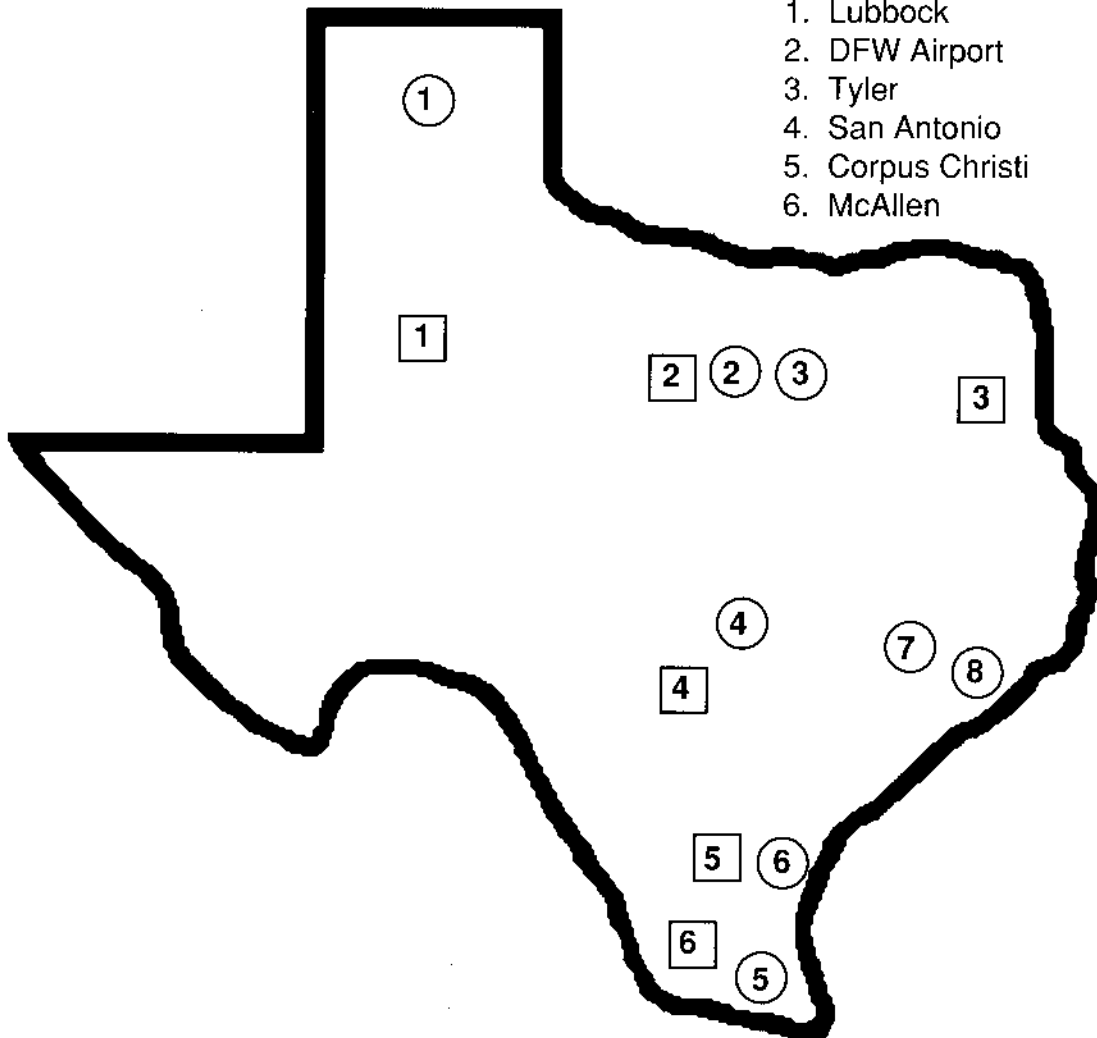 1. Lubbock
2. DFW Airport
3. Tyler
4. San Antonio
5. Corpus Christi
6. McAllen
1
1
2 2 3
3
4
7
8
4
5 6
6
5